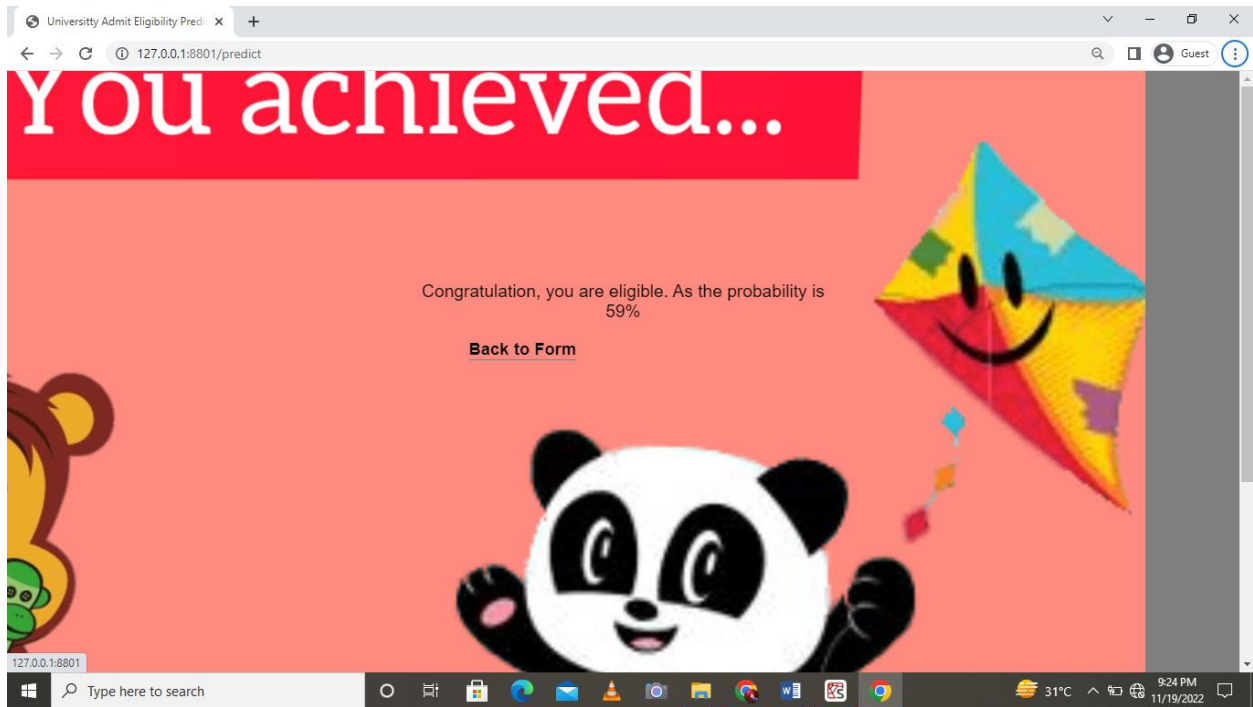 Universitty Admit Eligibility Predi
127.0.0.1:8801/predict
Guest
You achieved...
Congratulation, you are eligible. As the probability is
59%
Back to Form
127.0.0.1:8801
Type here to search
31°C
9:24 PM
11/19/2022